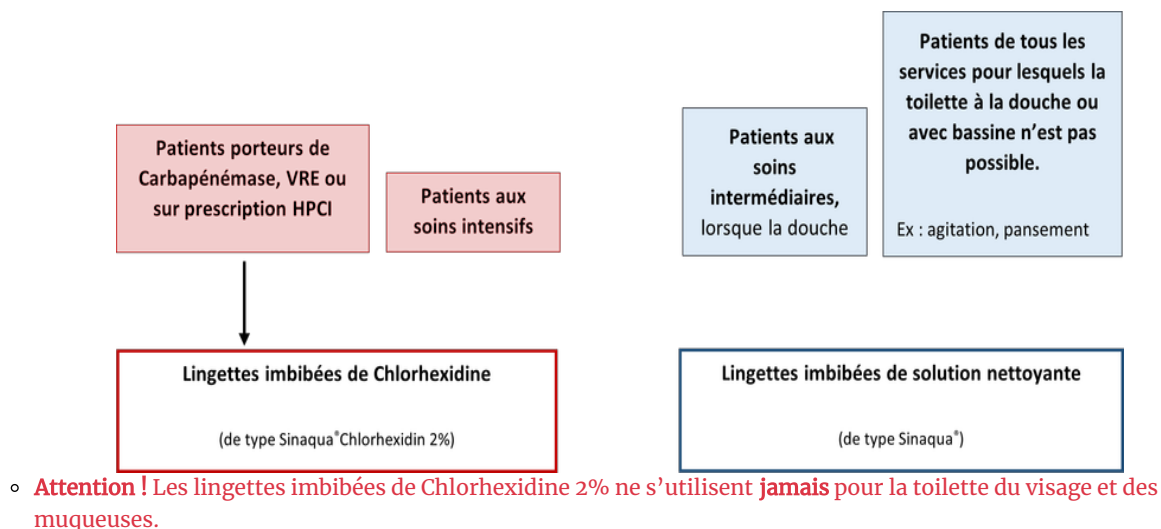 Patients porteurs de
Carbapénémase, VRE ou
sur prescription HPCI
Patients aux
soins intensifs
Patients aux
soins
intermédiaires,
lorsque la douche
Patients de tous les
services pour lesquels la
toilette à la douche ou
avec bassine n’est pas
possible.
Ex : agitation, pansement
Lingettes imbibées de Chlorhexidine
(de type Sinaqua®Chlorhexidin 2%)
Lingettes imbibées de solution nettoyante
(de type Sinaqua®)
Attention ! Les lingettes imbibées de Chlorhexidine 2% ne s’utilisent jamais pour la toilette du visage et des
muqueuses.